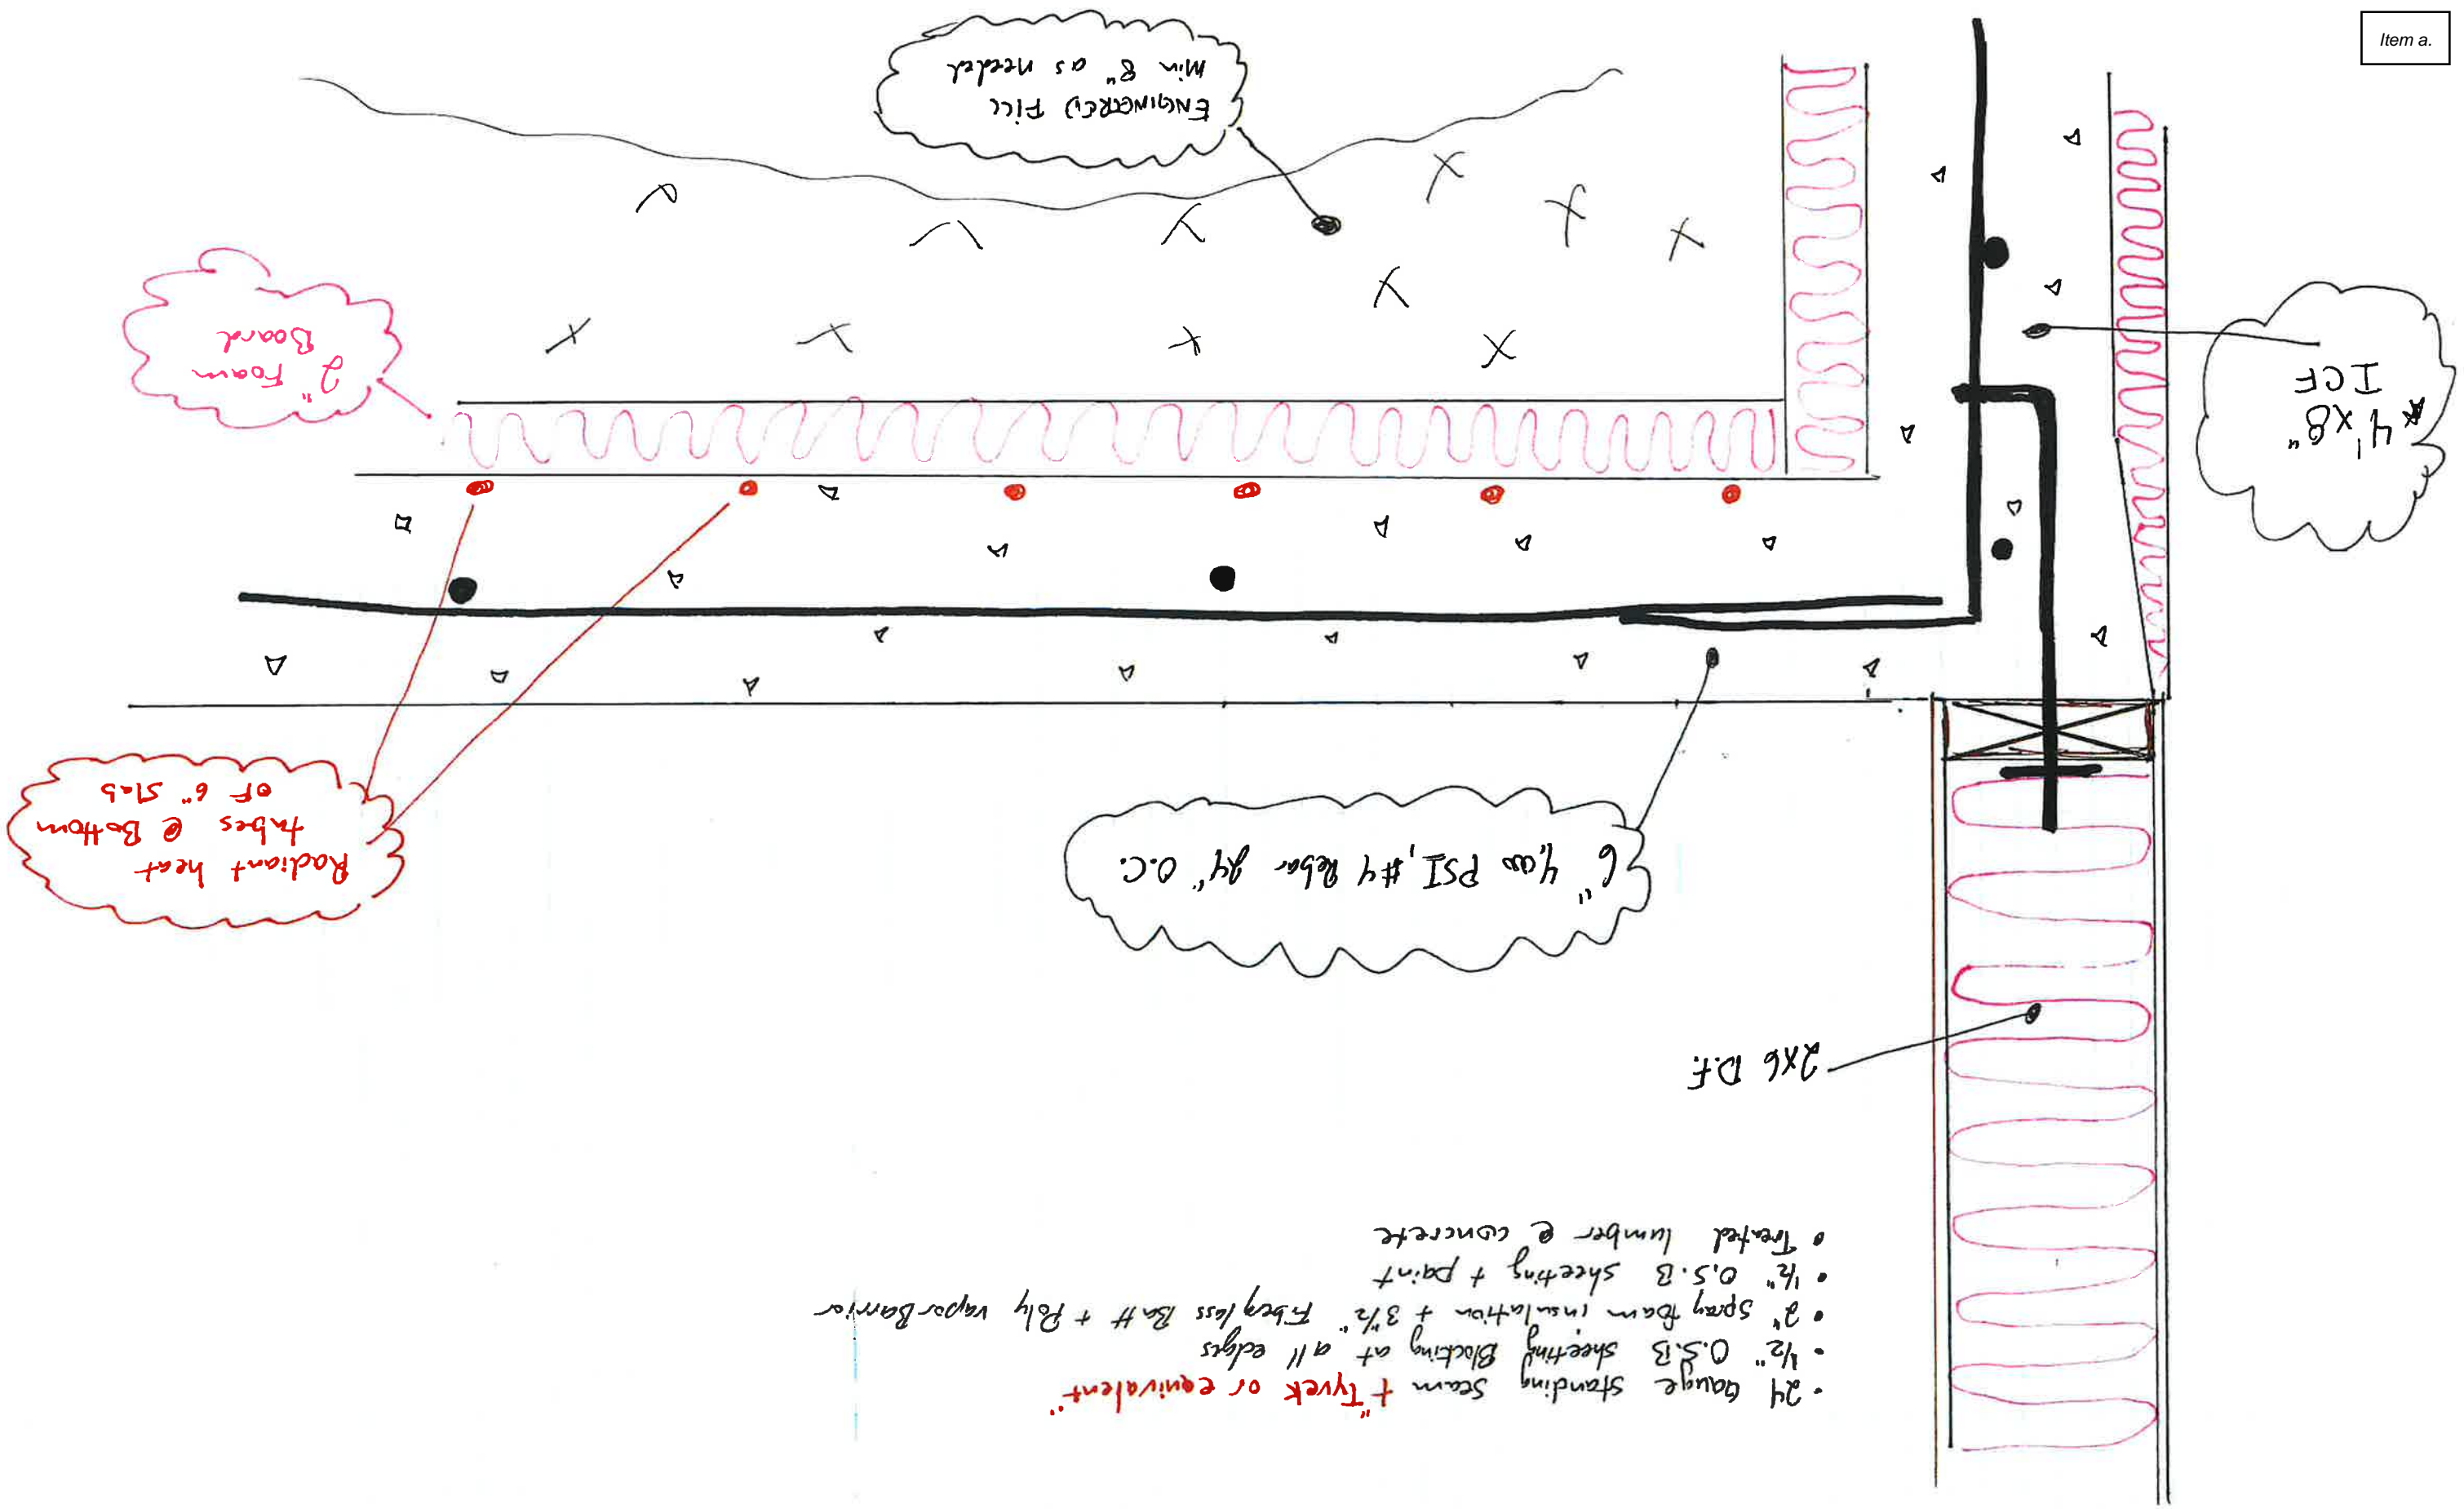 Item a.
• 24 Gauge standing seam + "Tyvek or equivalent"
• 1/2" O.S.B sheeting, Blocking at all edges
• 2" spray foam insulation + 3 1/2" Fiberglass Batt + Poly vapor Barrier
• 1/2" O.S.B sheeting + paint
• Treated lumber @ concrete
2x6 D.F.
6" 4,000 PSI, #4 Rebar 24" O.C.
Radiant heat
tubes @ Bottom
of 6" slab
4' x 8"
ICF
2" Foam
Board
ENGINEERED Fill
Min 8" as needed